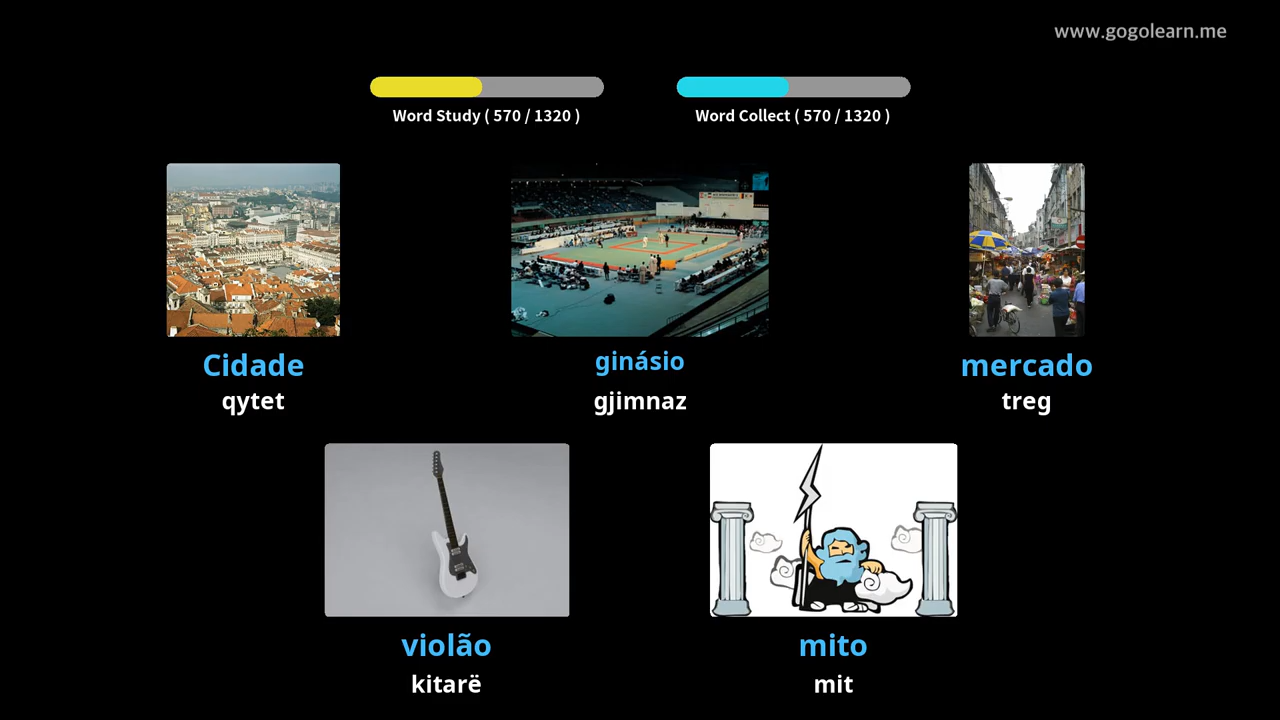 www.gogolearn.me
Word Study ( 570 / 1320 )
Word Collect ( 570 / 1320 )
Cidade
qytet
ginásio
gjimnaz
mercado
treg
violão
kitarë
mito
mit